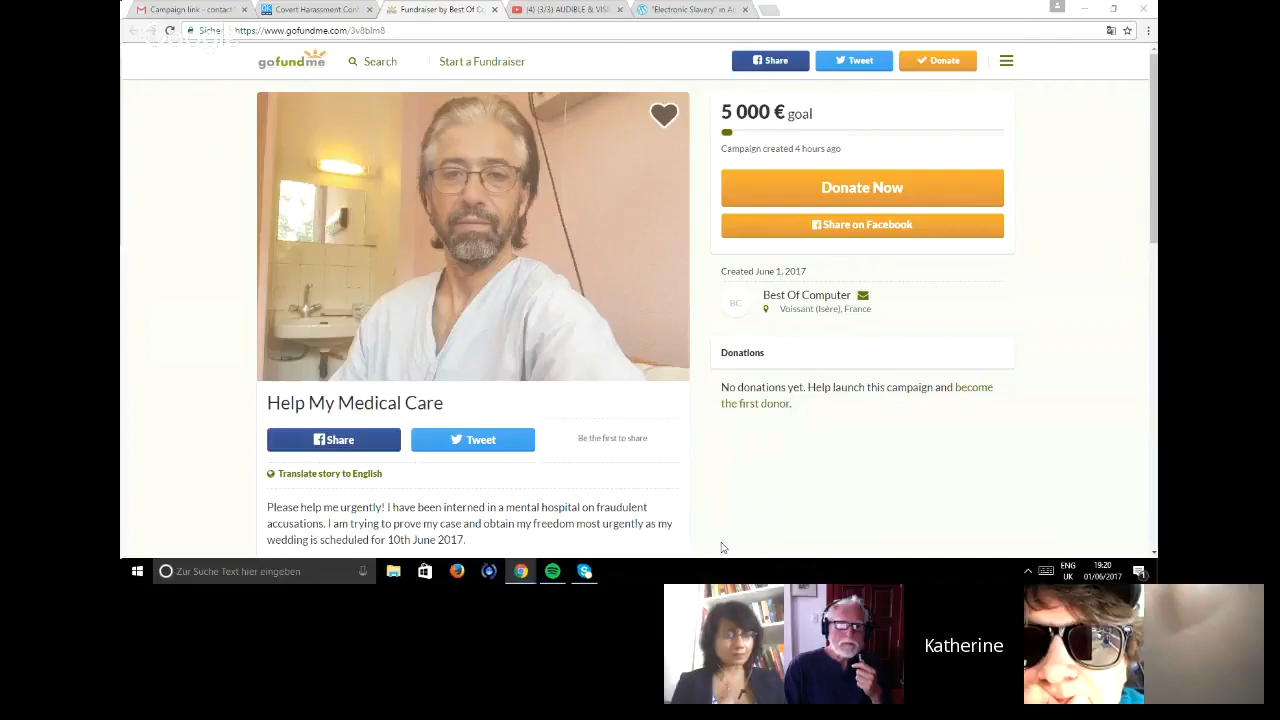 Campaign link - contact
Covert Harassment Conf
Fundraiser by Best Of C
(4) (3/3) AUDIBLE & VIS
"Electronic Slavery" in A
Sicher
https://www.gofundme.com/3v8blm8
gofundme
Search
Start a Fundraiser
Share
Tweet
Donate
5 000 € goal
Campaign created 4 hours ago
Donate Now
Share on Facebook
Created June 1, 2017
BC
Best Of Computer
Voissant (Isère), France
Donations
No donations yet. Help launch this campaign and become
the first donor.
Help My Medical Care
Share
Tweet
Be the first to share
Translate story to English
Please help me urgently! I have been interned in a mental hospital on fraudulent
accusations. I am trying to prove my case and obtain my freedom most urgently as my
wedding is scheduled for 10th June 2017.
Zur Suche Text hier eingeben
ENG
UK
19:20
01/06/2017
1
Katherine